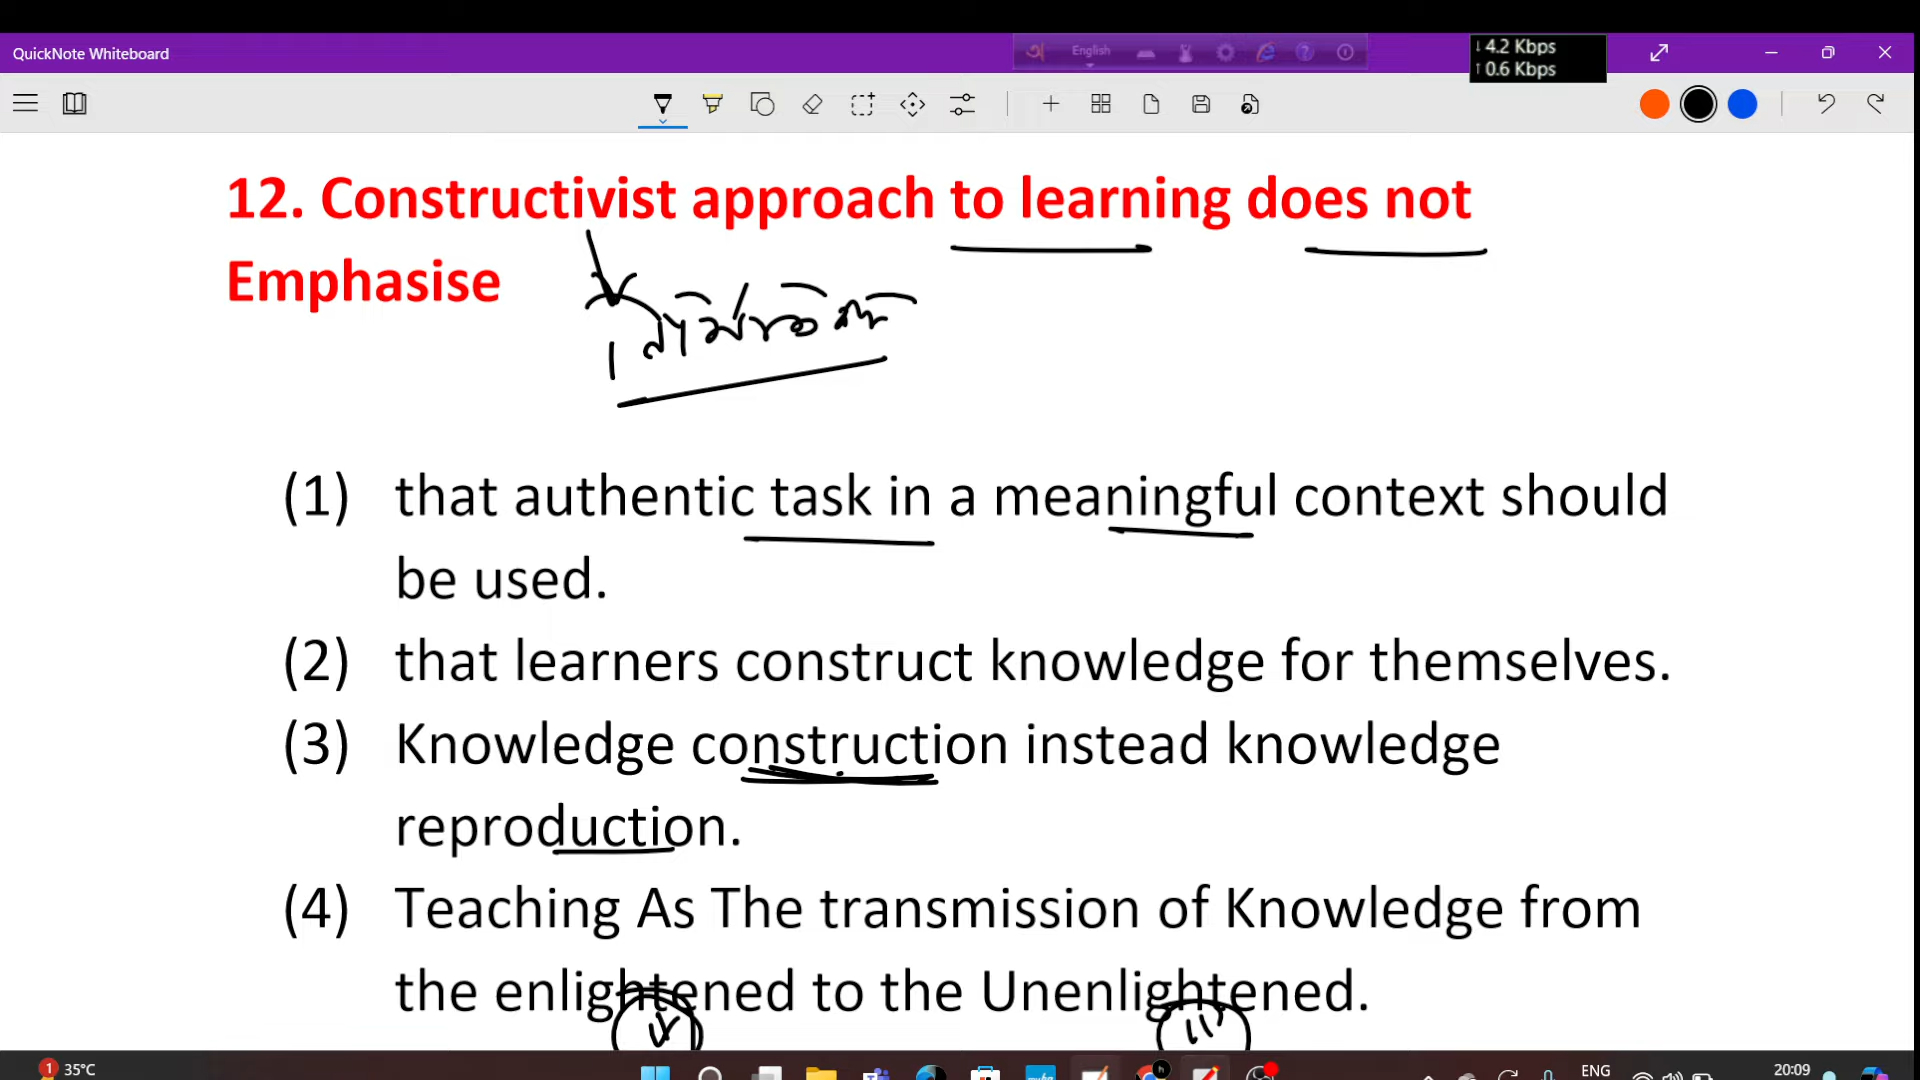 QuickNote Whiteboard
English
↓ 4.2 Kbps
↑ 0.6 Kbps
12. Constructivist approach to learning does not
Emphasise
(1) that authentic task in a meaningful context should
be used.
(2) that learners construct knowledge for themselves.
(3) Knowledge construction instead knowledge
reproduction.
(4) Teaching As The transmission of Knowledge from
the enlightened to the Unenlightened.
1 35°C
ENG
20:09